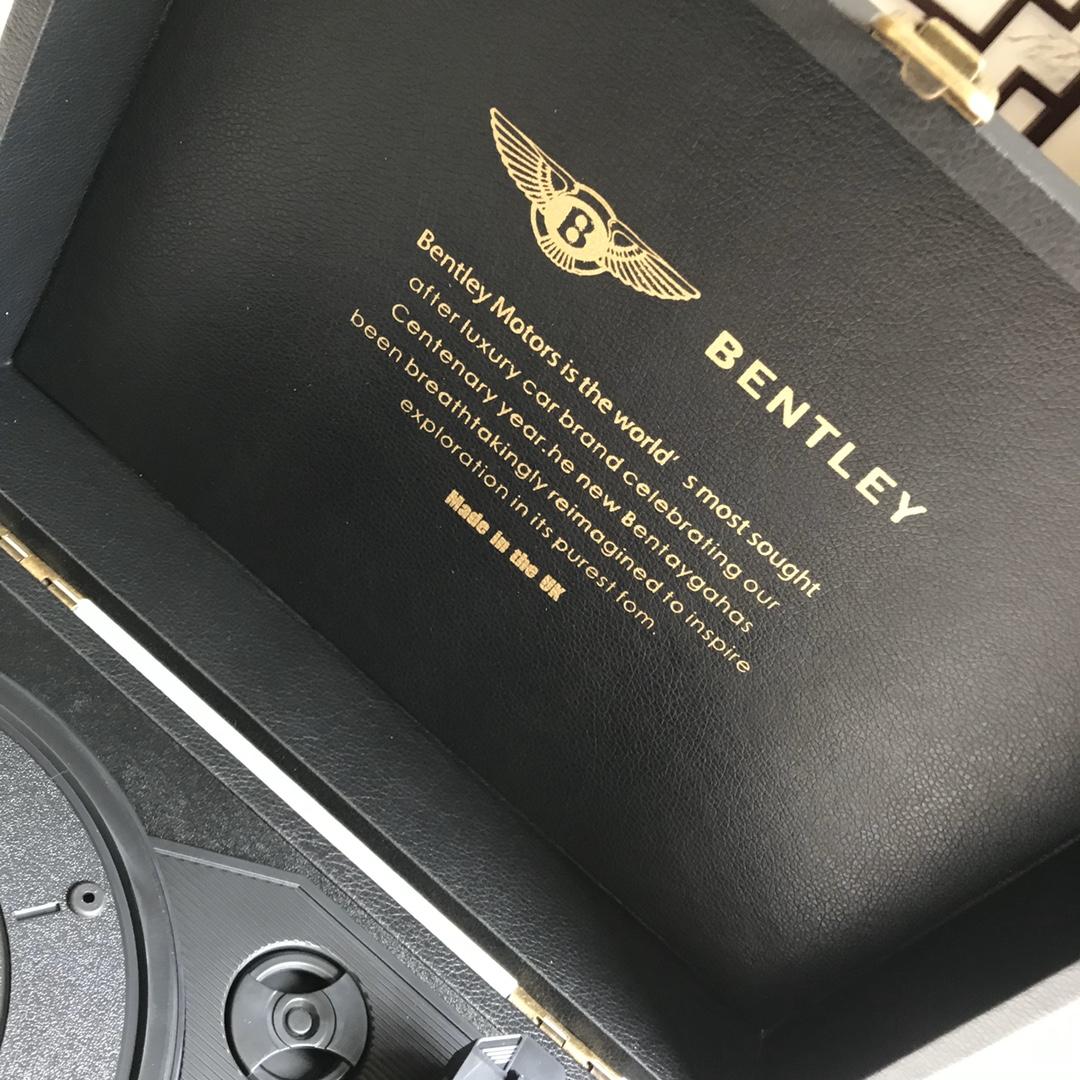 B
BENTLEY
Bentley Motors is the world' s most sought
after luxury car brand celebrating our
Centenary year.he new Bentaygahas
been breathtakingly reimagined to inspire
exploration in its purest fom.
Made in the UK